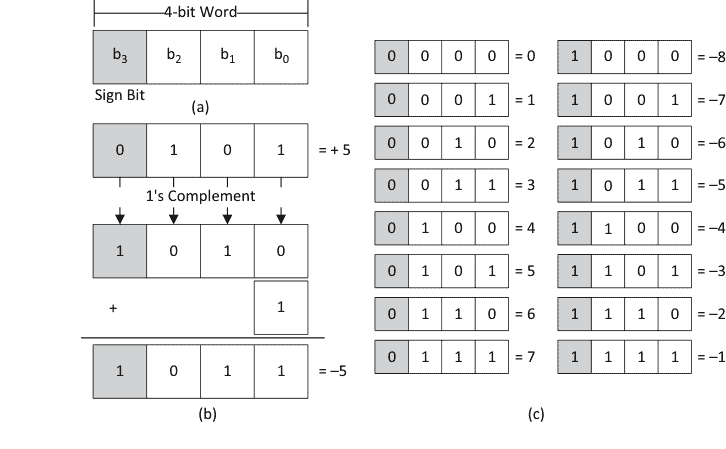 4-bit Word
b3 b2 b1 b0
Sign Bit
(a)
0 1 0 1 = + 5
1's Complement
1 0 1 0
+ 1
1 0 1 1 = –5
(b)
0 0 0 0 = 0
0 0 0 1 = 1
0 0 1 0 = 2
0 0 1 1 = 3
0 1 0 0 = 4
0 1 0 1 = 5
0 1 1 0 = 6
0 1 1 1 = 7
1 0 0 0 = –8
1 0 0 1 = –7
1 0 1 0 = –6
1 0 1 1 = –5
1 1 0 0 = –4
1 1 0 1 = –3
1 1 1 0 = –2
1 1 1 1 = –1
(c)